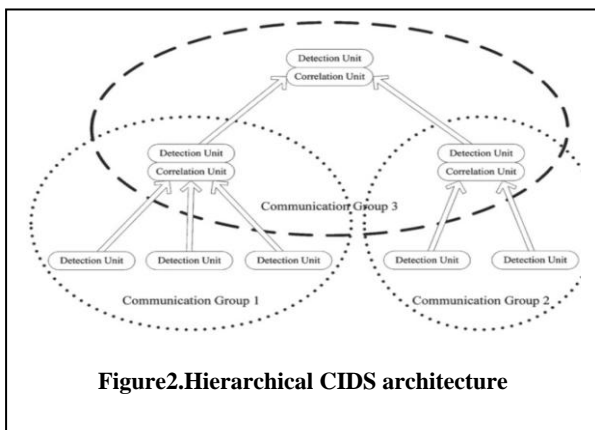 Detection Unit
Correlation Unit
Detection Unit
Correlation Unit
Detection Unit
Correlation Unit
Communication Group 3
Detection Unit
Detection Unit
Detection Unit
Detection Unit
Detection Unit
Communication Group 1
Communication Group 2
Figure2.Hierarchical CIDS architecture